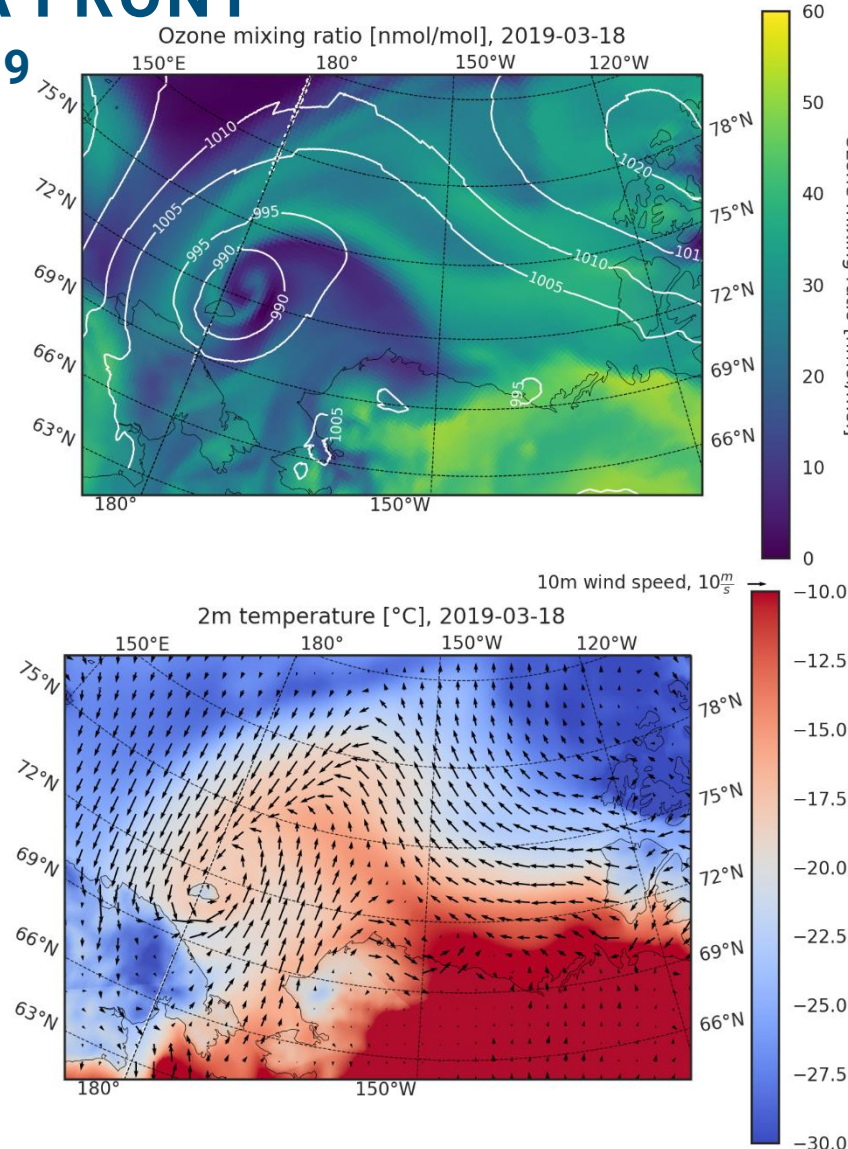 A FRONT
9
Ozone mixing ratio [nmol/mol], 2019-03-18
150°E 180° 150°W 120°W
75°N
72°N
69°N
66°N
63°N
78°N
75°N
72°N
69°N
66°N
1010
1005
995
995
990
990
1020
101
1010
1005
995
1005
180° 150°W
60
50
40
30
20
10
0
10m wind speed, 10 m/s
2m temperature [°C], 2019-03-18
150°E 180° 150°W 120°W
75°N
72°N
69°N
66°N
63°N
78°N
75°N
72°N
69°N
66°N
180° 150°W
−10.0
−12.5
−15.0
−17.5
−20.0
−22.5
−25.0
−27.5
−30.0